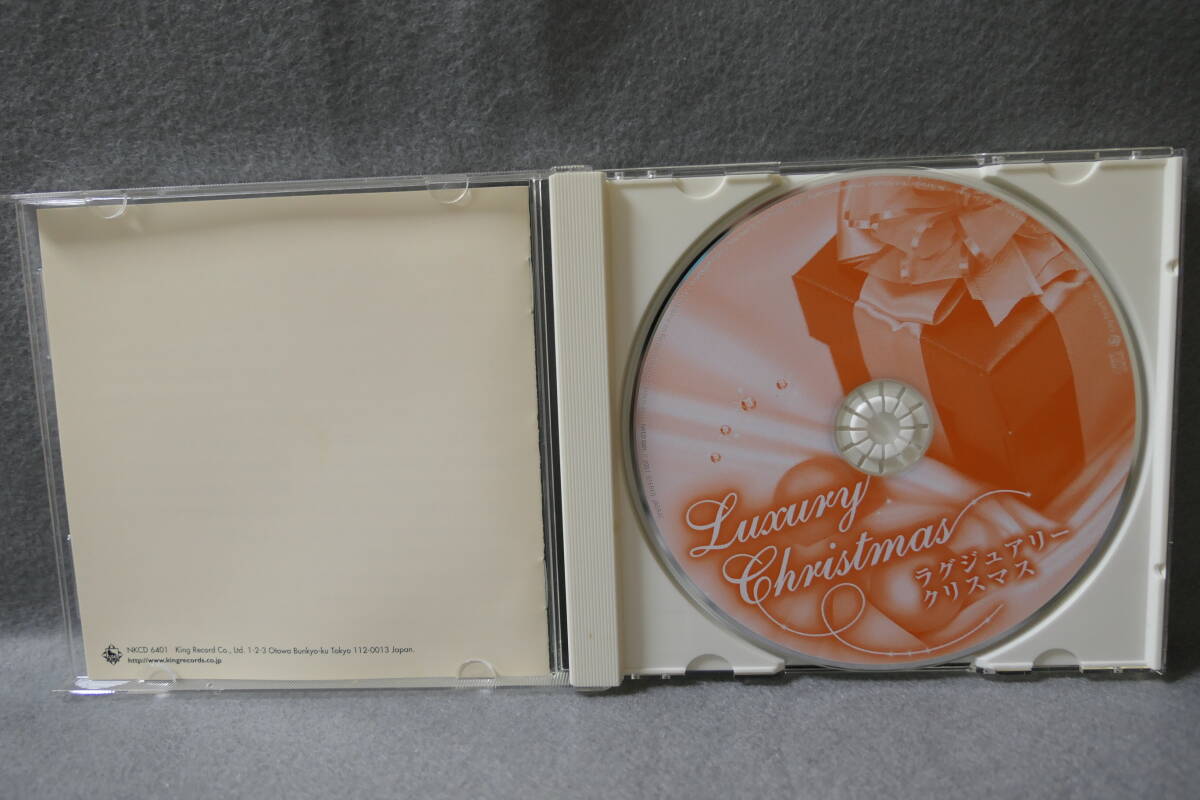 NKCD 6401 King Record Co., Ltd. 1-2-3 Otowa Bunkyo-ku Tokyo 112-0013 Japan.
http://www.kingrecords.co.jp
Luxury
Christmas
ラグジュアリー
クリスマス